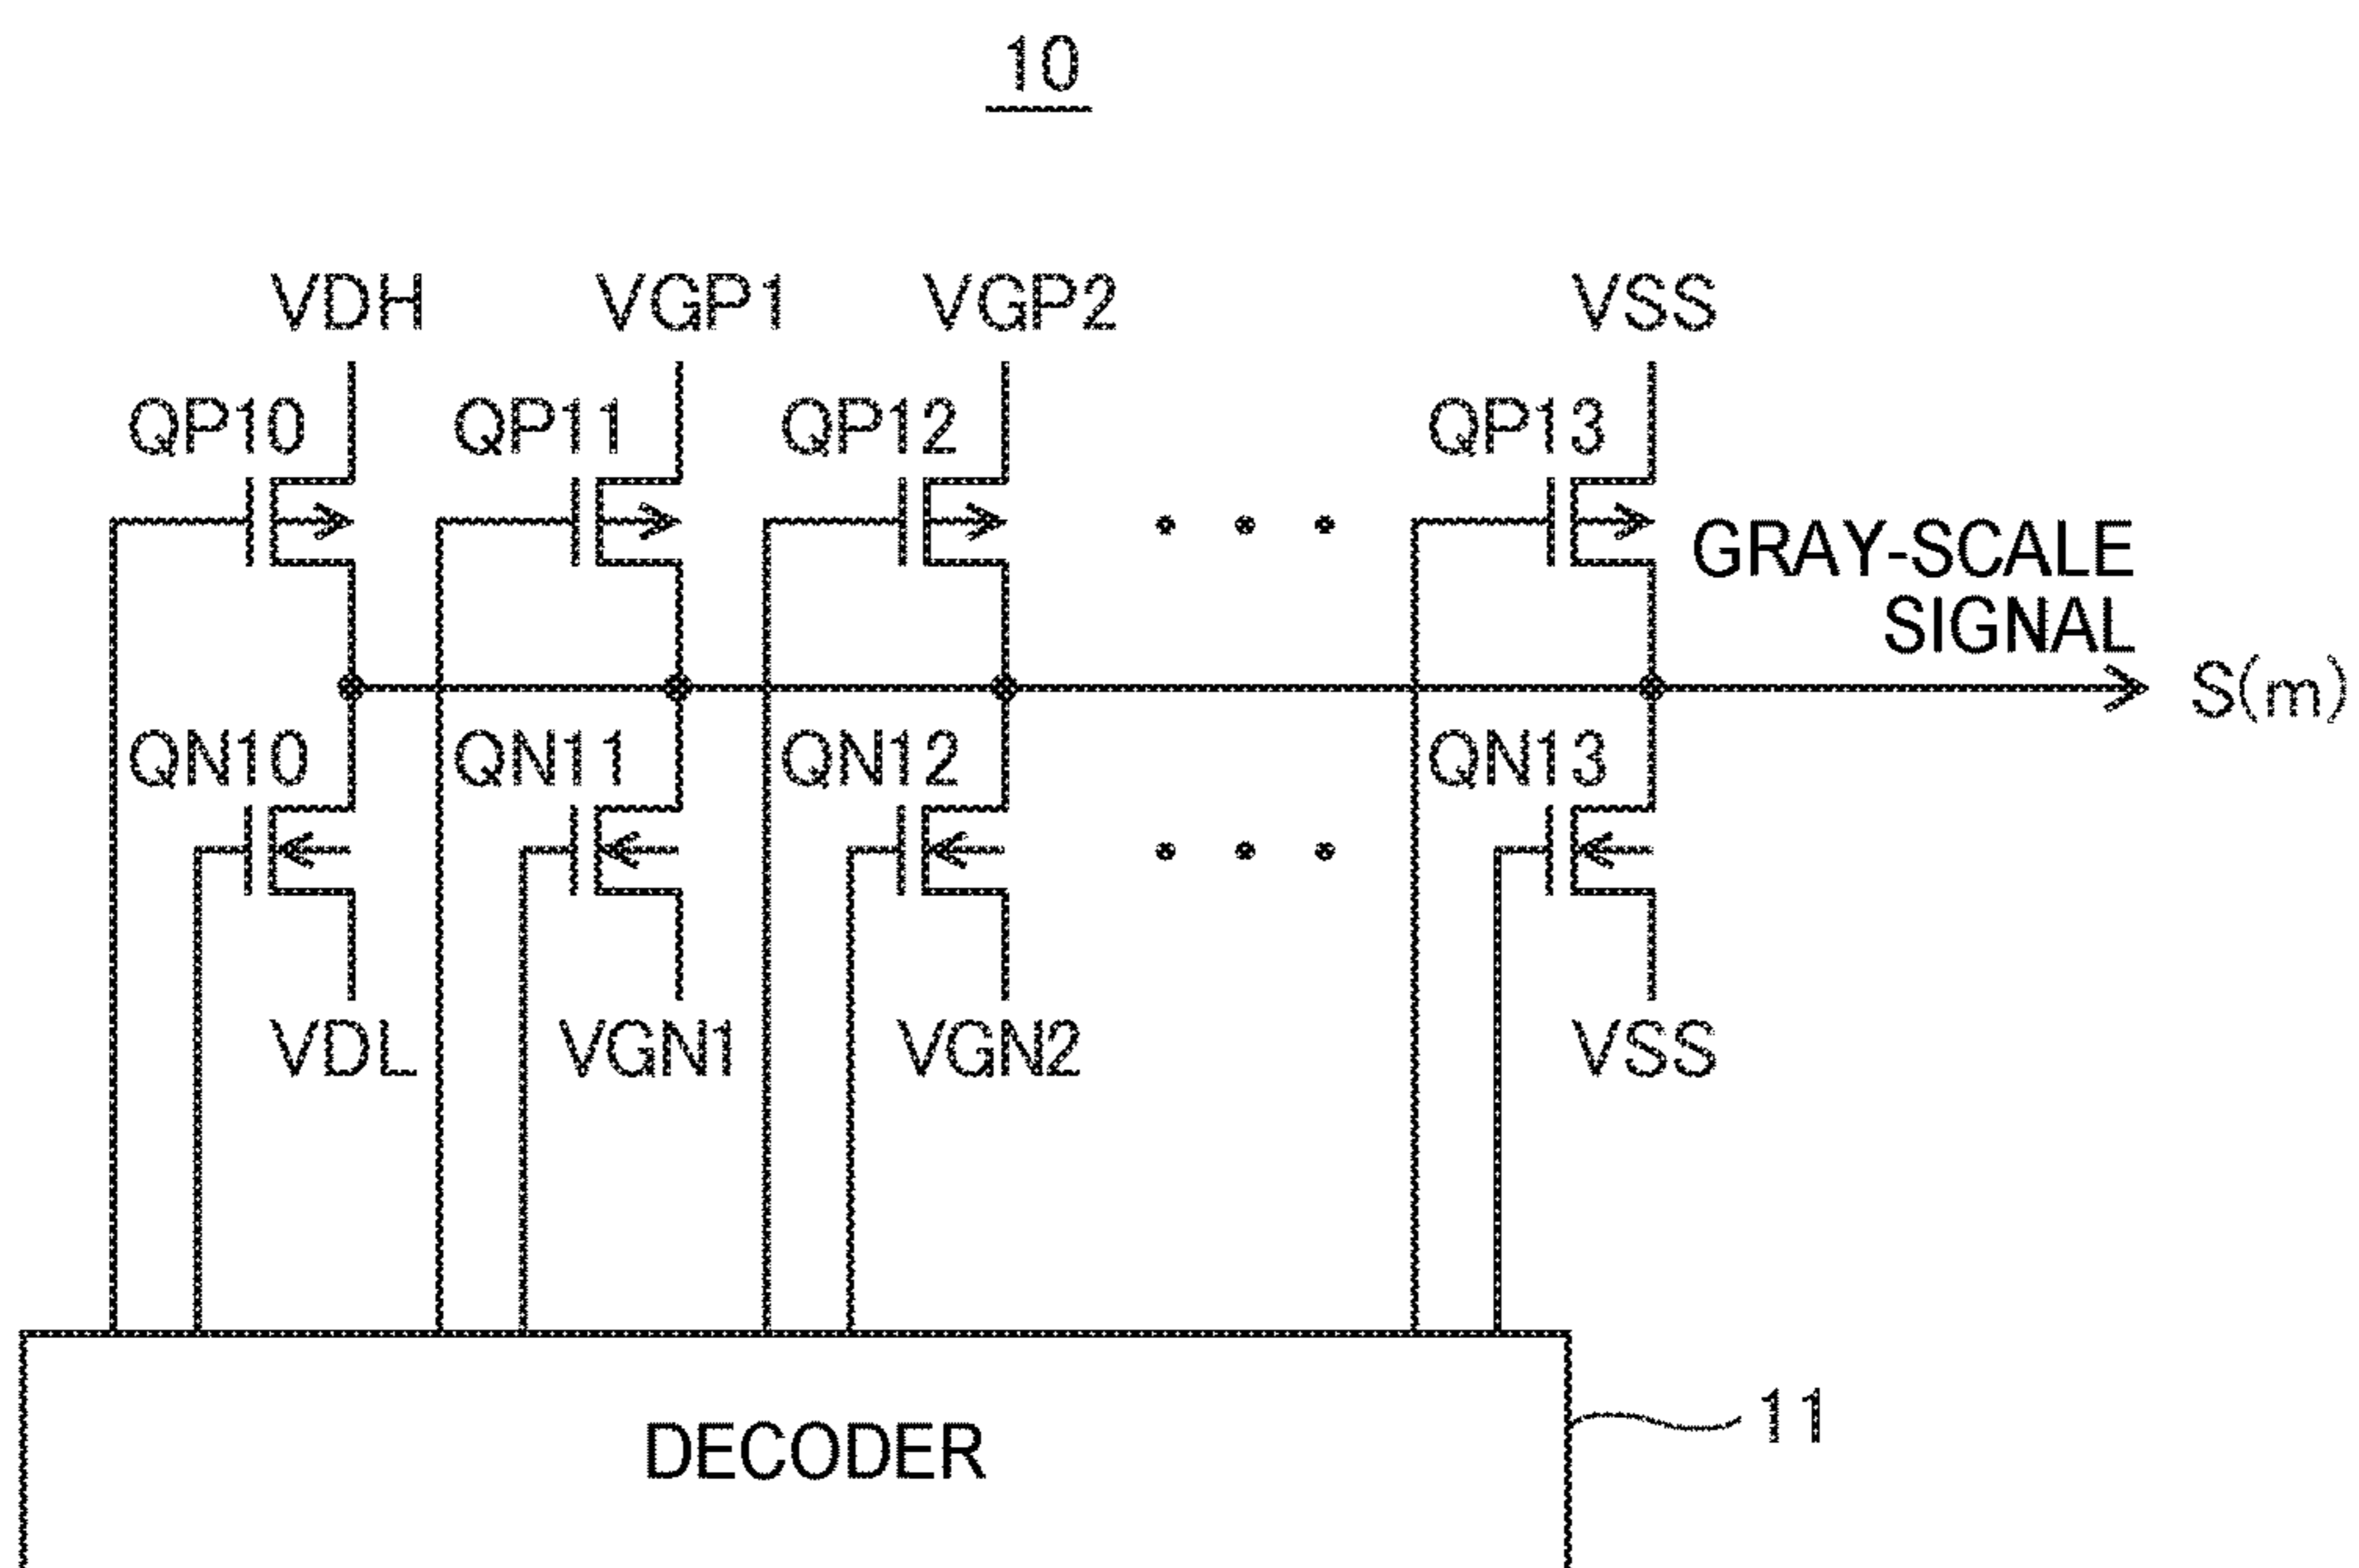 10
VDH VGP1 VGP2 VSS
QP10 QP11 QP12 QP13
GRAY-SCALE
SIGNAL
S(m)
QN10 QN11 QN12 QN13
VDL VGN1 VGN2 VSS
DECODER
11